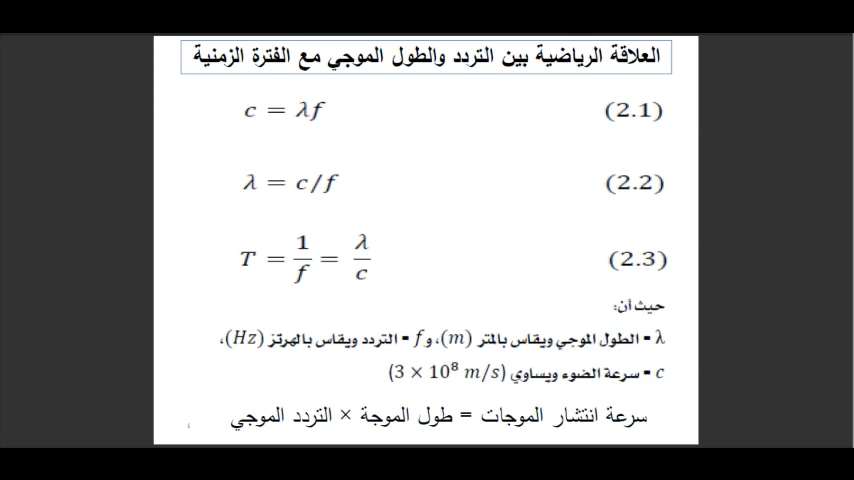 العلاقة الرياضية بين التردد والطول الموجي مع الفترة الزمنية
c = λf (2.1)
λ = c/f (2.2)
T = 1/f = λ/c (2.3)
حيث أن:
λ - الطول الموجي ويقاس بالمتر (m)، و f - التردد ويقاس بالهرتز (Hz)،
c - سرعة الضوء ويساوي (3 × 10⁸ m/s)
سرعة انتشار الموجات = طول الموجة × التردد الموجي